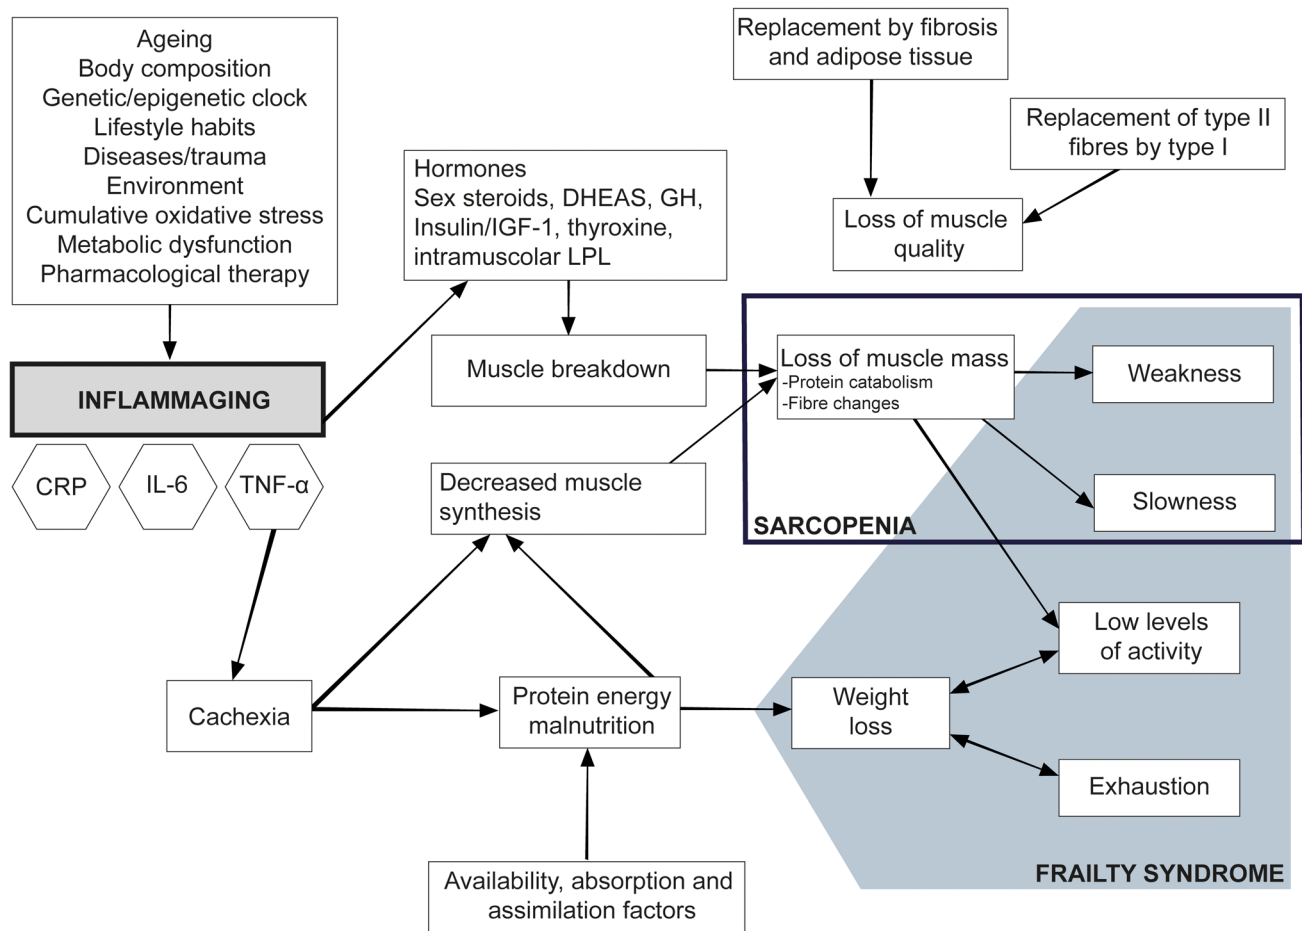 Ageing
Body composition
Genetic/epigenetic clock
Lifestyle habits
Diseases/trauma
Environment
Cumulative oxidative stress
Metabolic dysfunction
Pharmacological therapy
INFLAMMAGING
CRP
IL-6
TNF-α
Cachexia
Hormones
Sex steroids, DHEAS, GH,
Insulin/IGF-1, thyroxine,
intramuscolar LPL
Muscle breakdown
Decreased muscle
synthesis
Protein energy
malnutrition
Availability, absorption and
assimilation factors
Replacement by fibrosis
and adipose tissue
Replacement of type II
fibres by type I
Loss of muscle
quality
Loss of muscle mass
-Protein catabolism
-Fibre changes
Weakness
Slowness
SARCOPENIA
Low levels
of activity
Weight
loss
Exhaustion
FRAILTY SYNDROME